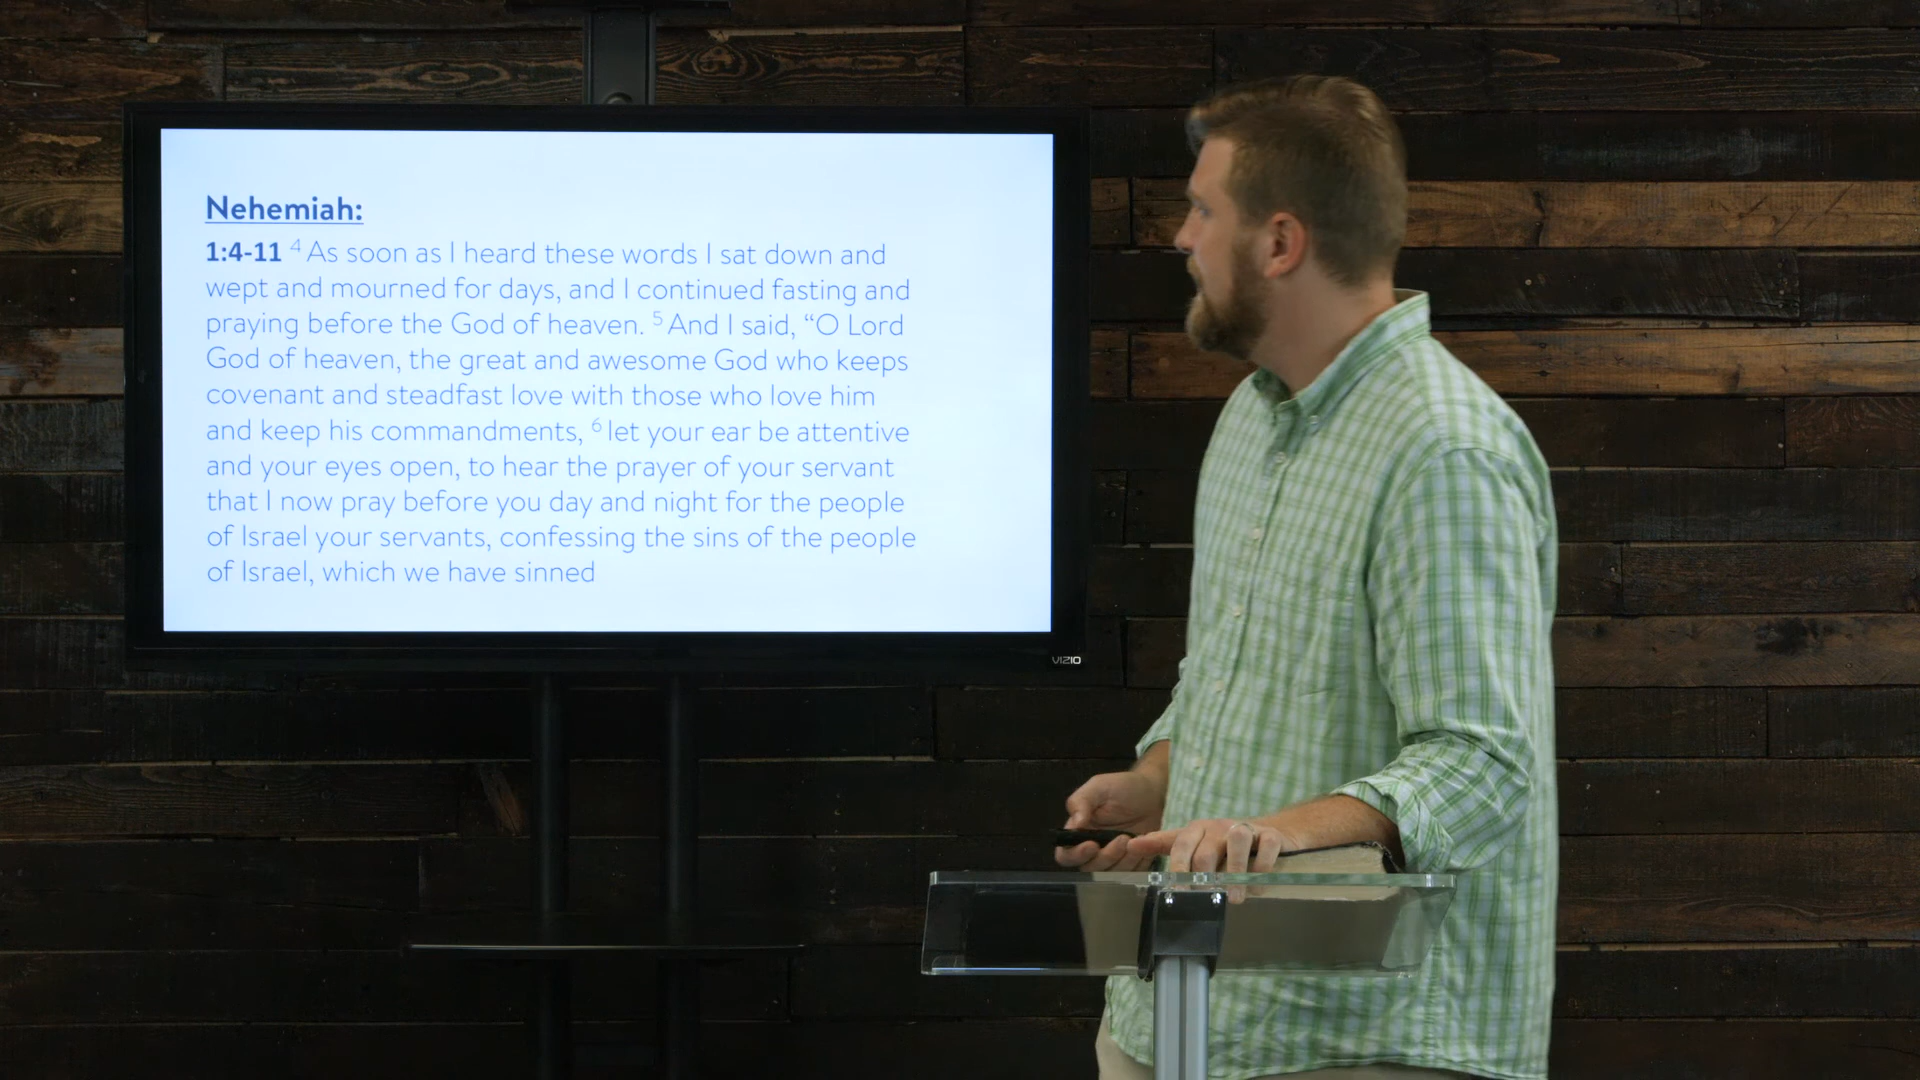 Nehemiah:
1:4-11 4 As soon as I heard these words I sat down and
wept and mourned for days, and I continued fasting and
praying before the God of heaven. 5 And I said, “O Lord
God of heaven, the great and awesome God who keeps
covenant and steadfast love with those who love him
and keep his commandments, 6 let your ear be attentive
and your eyes open, to hear the prayer of your servant
that I now pray before you day and night for the people
of Israel your servants, confessing the sins of the people
of Israel, which we have sinned
VIZIO